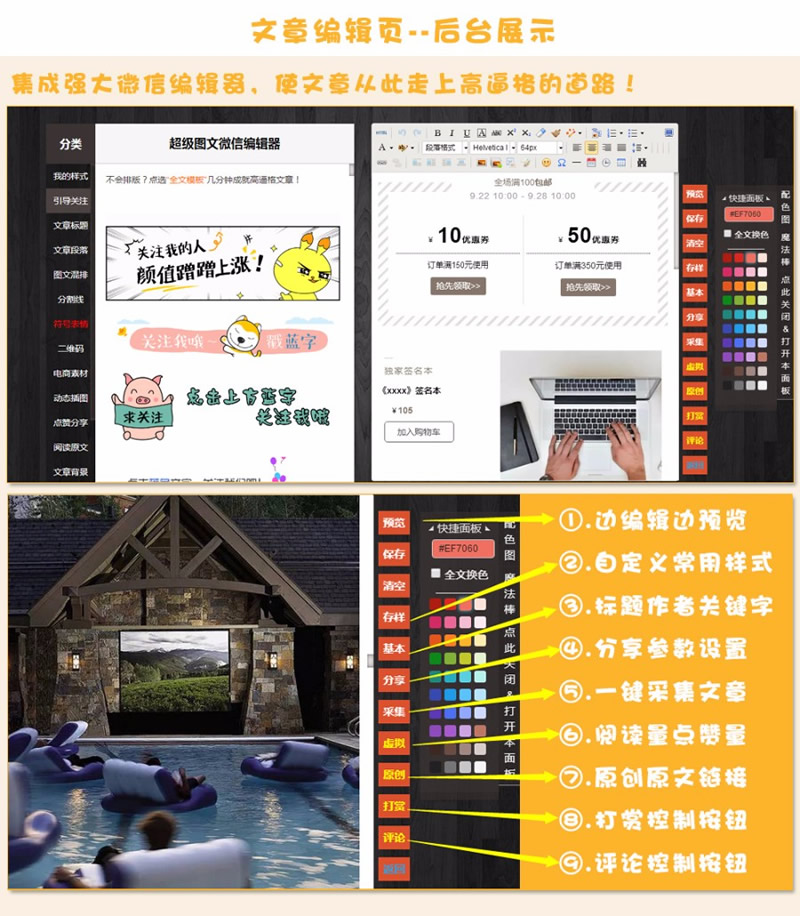 文章编辑页--后台展示
集成强大微信编辑器，使文章从此走上高逼格的道路！
分类
我的样式
引导关注
文章标题
文章段落
图文混排
分割线
符号表情
二维码
电商素材
动态插图
点赞分享
阅读原文
文章背景
超级图文微信编辑器
不会排版？点选"全文模板"几分钟成就高逼格文章！
关注我的人
颜值蹭蹭上涨！
关注我哦~ 戳蓝字
求关注
点击上方蓝字
关注我哦
HTML
B I U A ABC X² X₂
段落格式 Helvetica I 64px
全场满100包邮
9.22 10:00 - 9.28 10:00
¥ 10优惠券
订单满150元使用
抢先领取>>
¥ 50优惠券
订单满350元使用
抢先领取>>
独家签名本
《xxxx》签名本
¥105
加入购物车
预览
保存
清空
存样
基本
分享
采集
虚拟
原创
打赏
评论
返回
快捷面板
#EF7060
全文换色
配色图 魔法棒 点此关闭&打开本面板
预览
保存
清空
存样
基本
分享
采集
虚拟
原创
打赏
评论
返回
快捷面板
#EF7060
全文换色
配色图 魔法棒 点此关闭&打开本面板
①.边编辑边预览
②.自定义常用样式
③.标题作者关键字
④.分享参数设置
⑤.一键采集文章
⑥.阅读量点赞量
⑦.原创原文链接
⑧.打赏控制按钮
⑨.评论控制按钮